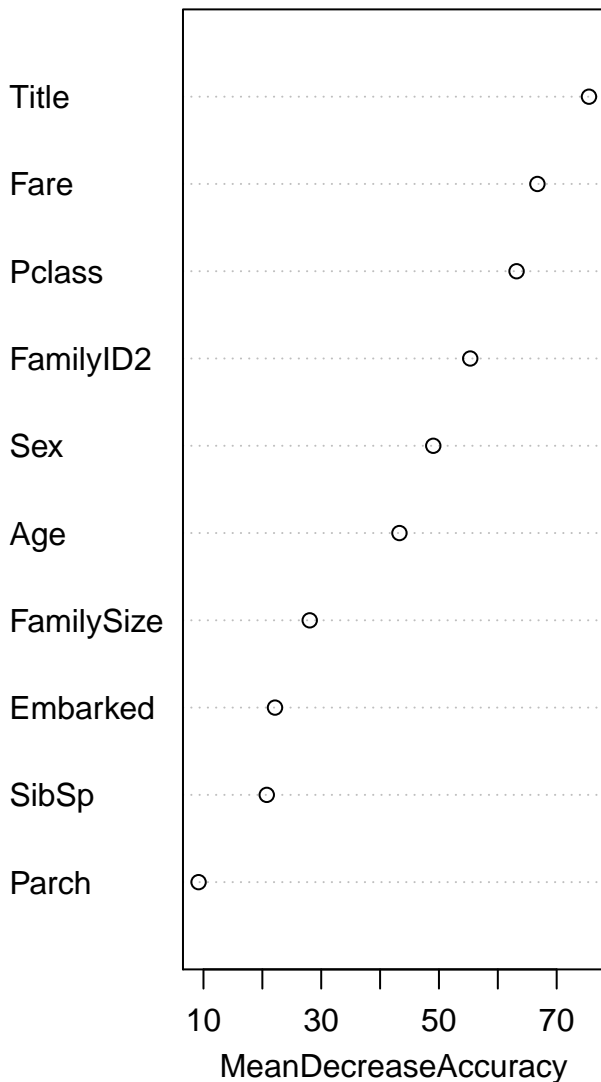 Title
Fare
Pclass
FamilyID2
Sex
Age
FamilySize
Embarked
SibSp
Parch
10 30 50 70
MeanDecreaseAccuracy